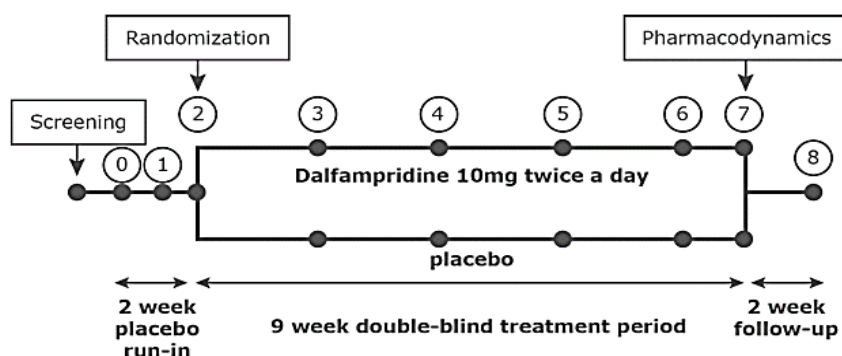 Randomization
Pharmacodynamics
Screening
0
1
2
3
4
5
6
7
8
Dalfampridine 10mg twice a day
placebo
2 week
placebo
run-in
9 week double-blind treatment period
2 week
follow-up